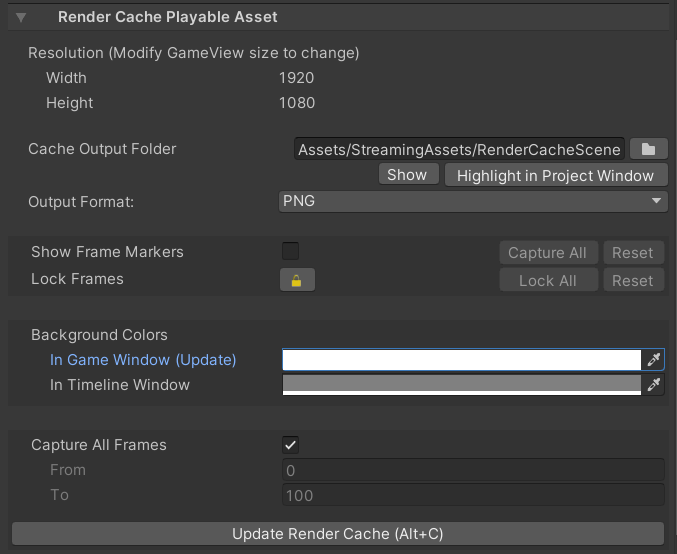 Render Cache Playable Asset
Resolution (Modify GameView size to change)
Width 1920
Height 1080
Cache Output Folder Assets/StreamingAssets/RenderCacheScene
Show Highlight in Project Window
Output Format: PNG
Show Frame Markers Capture All Reset
Lock Frames Lock All Reset
Background Colors
In Game Window (Update)
In Timeline Window
Capture All Frames
From 0
To 100
Update Render Cache (Alt+C)